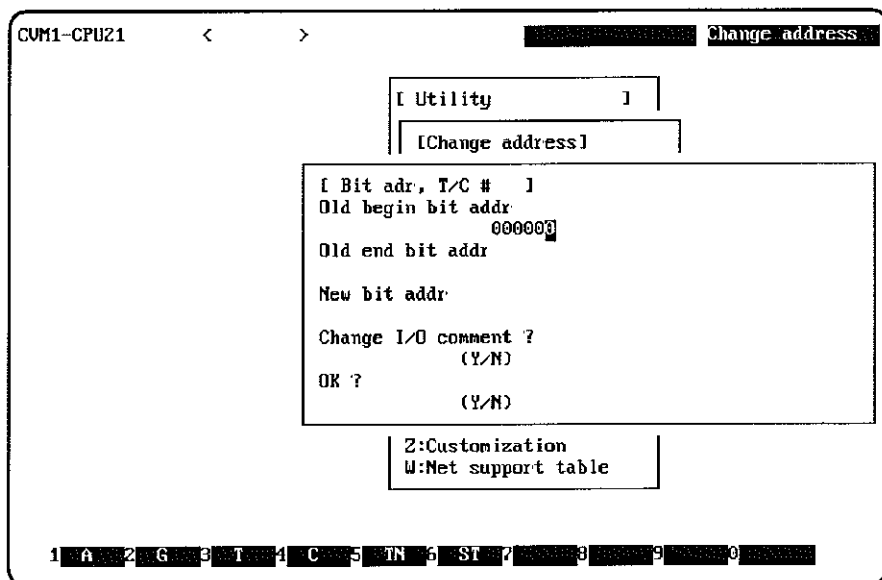 CVM1-CPU21 < > Change address
[ Utility ]
[Change address]
[ Bit adr, T/C # ]
Old begin bit addr
000000
Old end bit addr
New bit addr
Change I/O comment ?
(Y/N)
OK ?
(Y/N)
Z:Customization
W:Net support table
1 A 2 G 3 T 4 C 5 TN 6 ST 7 8 9 0